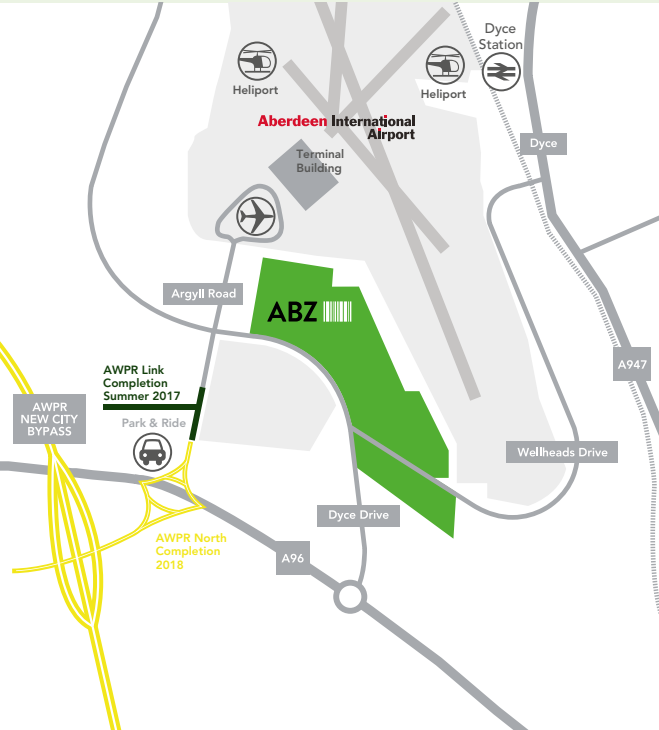 Dyce
Station
Heliport
Heliport
Aberdeen International
Airport
Terminal
Building
Dyce
Argyll Road
ABZ
AWPR Link
Completion
Summer 2017
A947
AWPR
NEW CITY
BYPASS
Park & Ride
Wellheads Drive
Dyce Drive
AWPR North
Completion
2018
A96